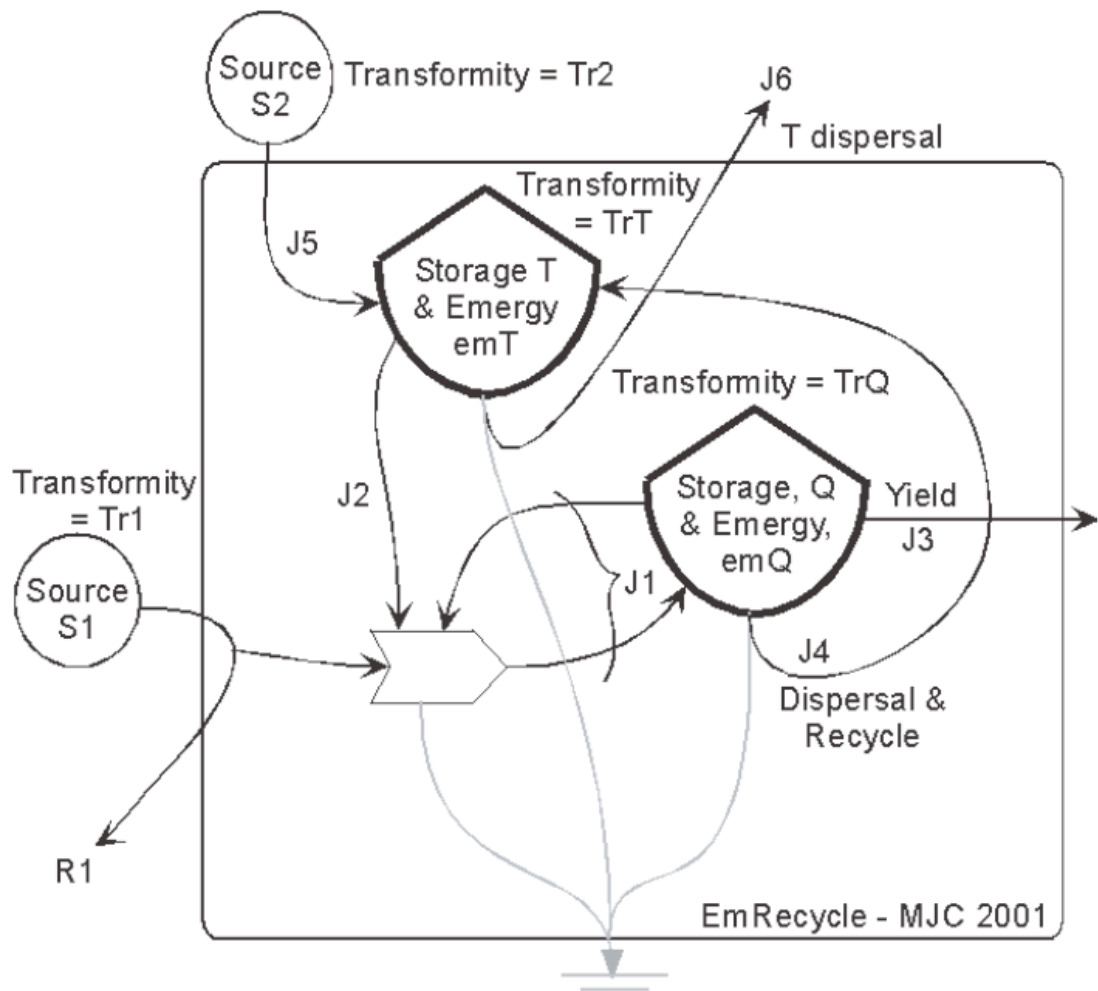 Source
S2
Transformity = Tr2
J6
T dispersal
Transformity
= TrT
J5
Storage T
& Emergy
emT
Transformity = TrQ
Transformity
= Tr1
J2
Storage, Q
& Emergy,
emQ
Yield
J3
J1
Source
S1
J4
Dispersal &
Recycle
R1
EmRecycle - MJC 2001